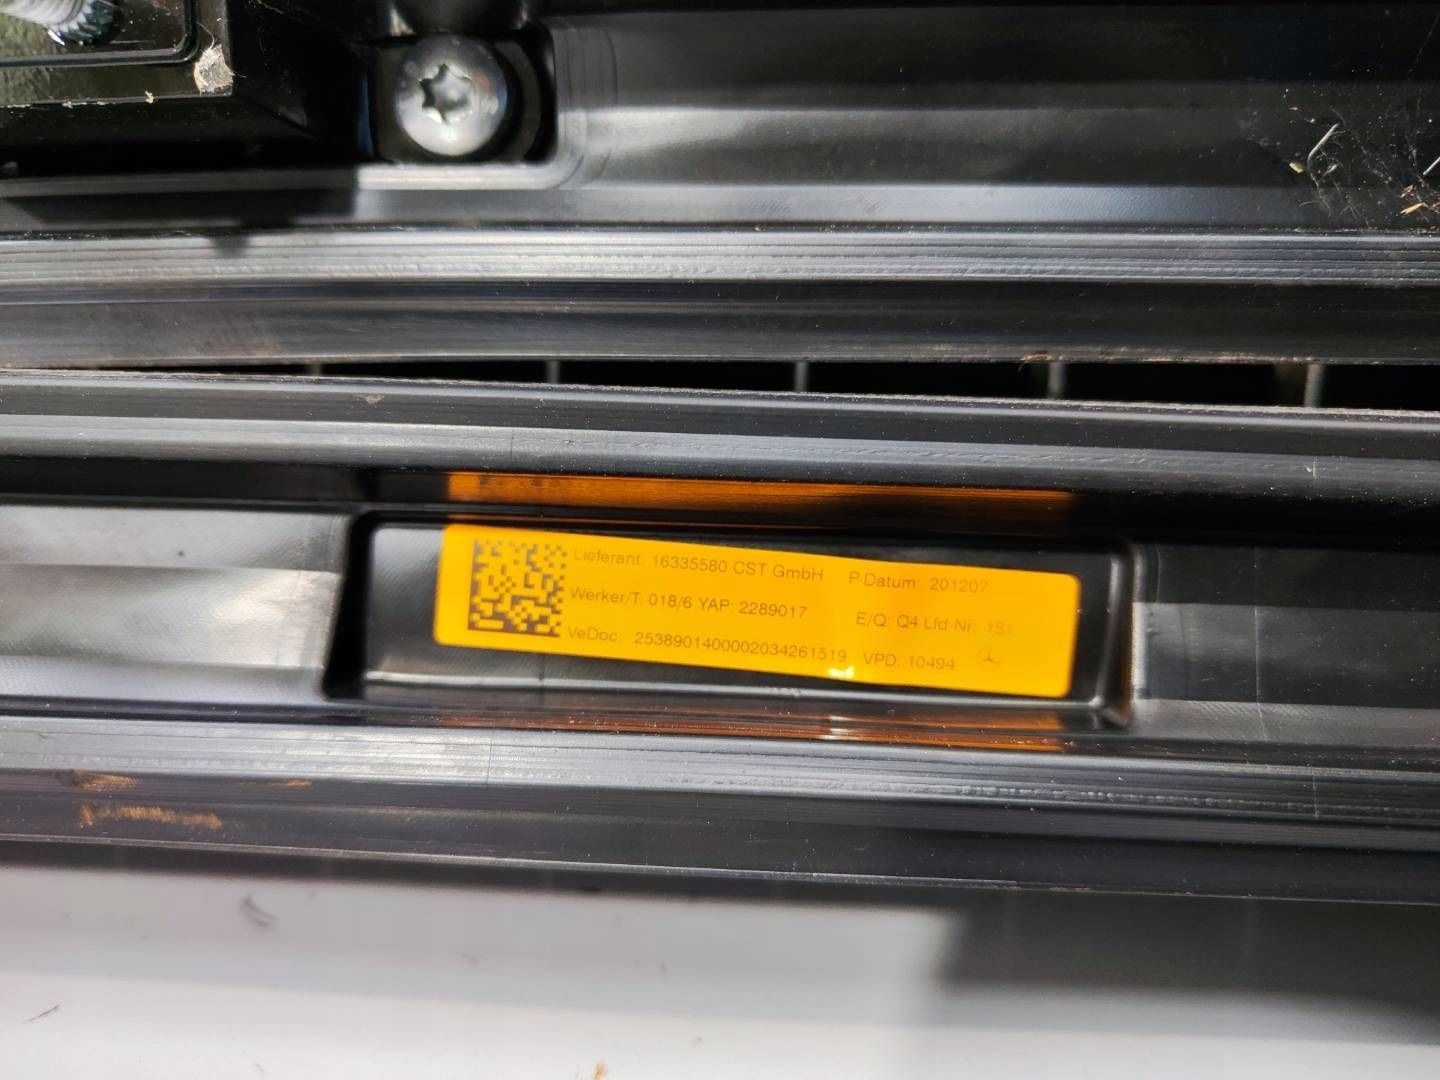 Lieferant: 16335580 CST GmbH P-Datum: 201207
Werker/T: 018/6 YAP: 2289017 E/Q: Q4 Lfd-Nr: 151
VeDoc: 2538901400002034261519 VPD: 10494